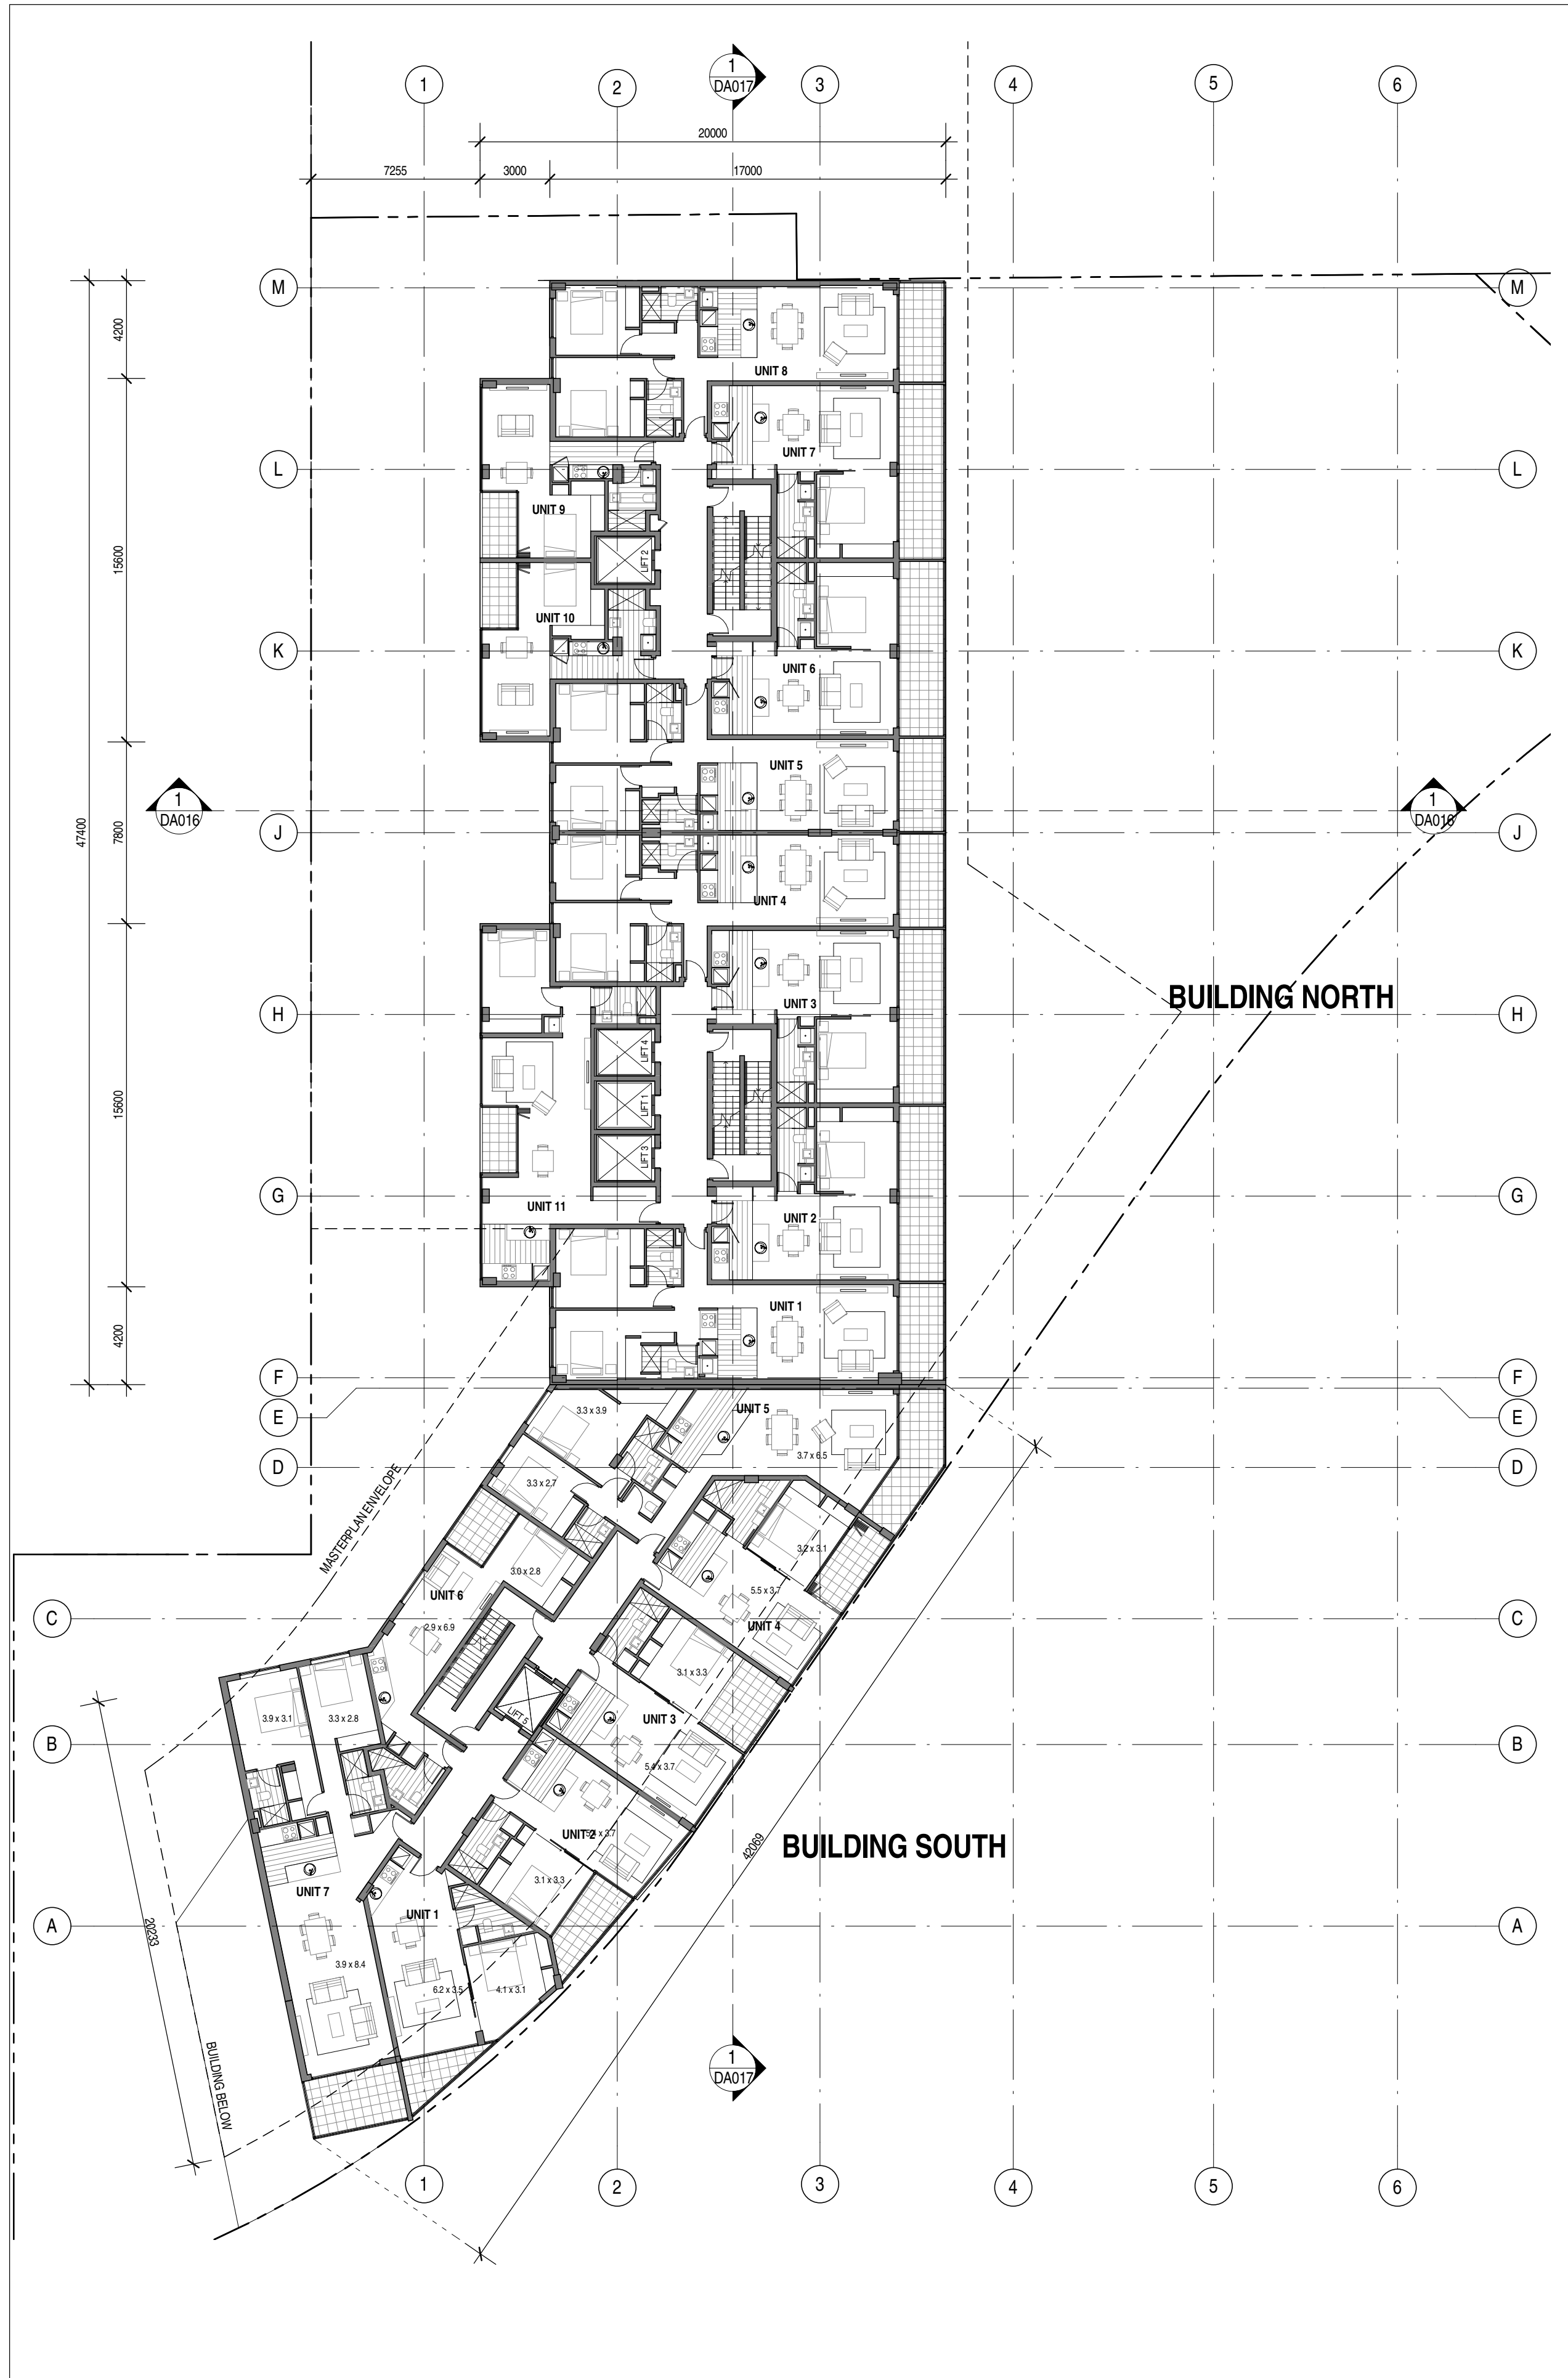 1
2
1
DA017
3
4
5
6
20000
7255
3000
17000
M
M
4200
UNIT 8
UNIT 7
L
L
UNIT 9
15600
LIFT 2
UNIT 10
K
UNIT 6
K
UNIT 5
1
DA016
1
DA016
47400
7800
J
J
UNIT 4
BUILDING NORTH
UNIT 3
H
H
LIFT 4
LIFT 1
15600
LIFT 3
G
G
UNIT 11
UNIT 2
UNIT 1
4200
F
F
E
UNIT 5
3.3 x 3.9
E
3.7 x 6.5
D
D
3.3 x 2.7
MASTERPLAN ENVELOPE
3.2 x 3.1
3.0 x 2.8
5.5 x 3.7
UNIT 6
C
2.9 x 6.9
UNIT 4
C
3.1 x 3.3
3.9 x 3.1
3.3 x 2.8
LIFT 5
UNIT 3
B
B
5.4 x 3.7
UNIT 2
x 3.7
42069
BUILDING SOUTH
3.1 x 3.3
UNIT 7
UNIT 1
A
A
20233
3.9 x 8.4
6.2 x 3.5
4.1 x 3.1
BUILDING BELOW
1
DA017
1
2
3
4
5
6